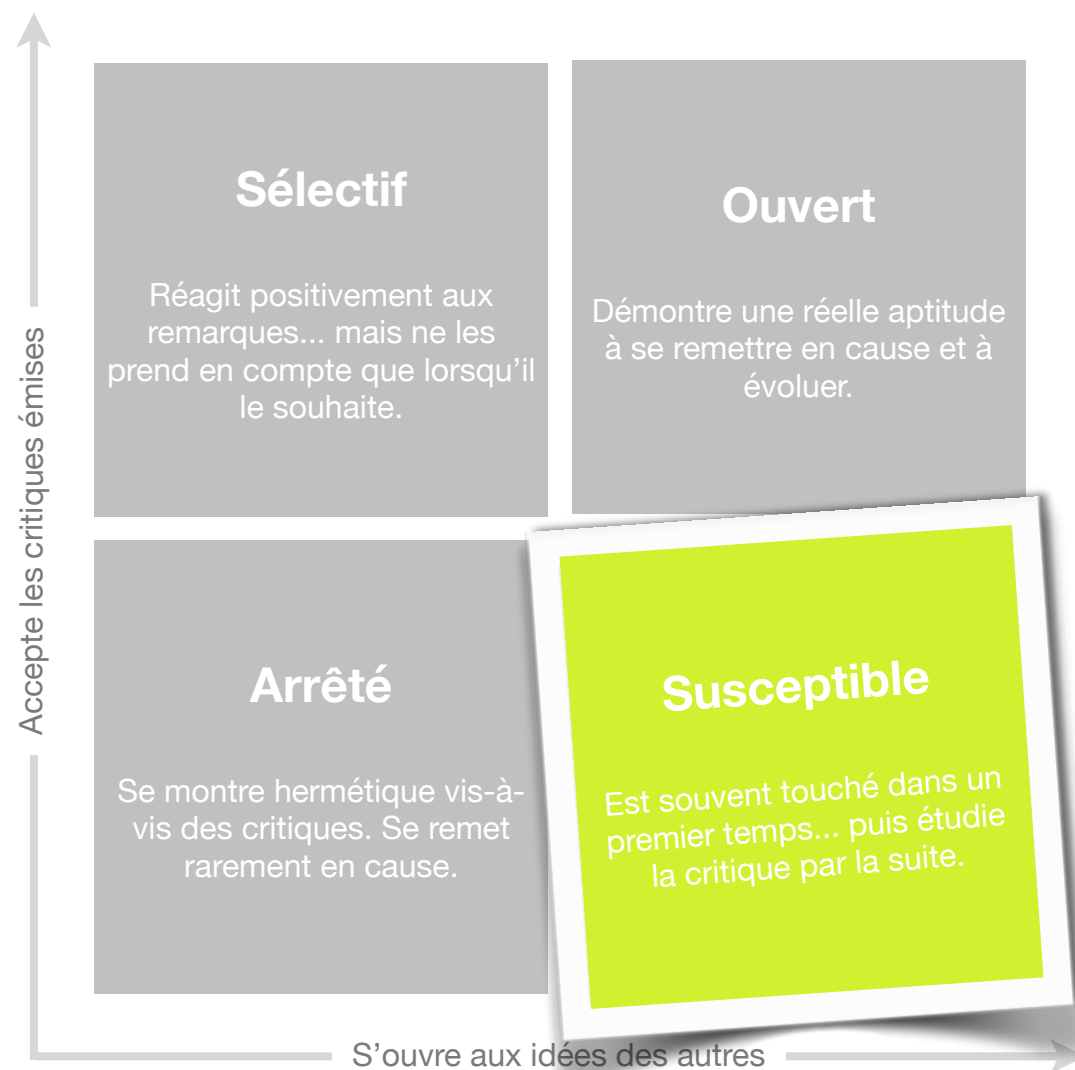 Accepte les critiques émises
Sélectif
Réagit positivement aux
remarques... mais ne les
prend en compte que lorsqu'il
le souhaite.
Ouvert
Démontre une réelle aptitude
à se remettre en cause et à
évoluer.
Arrêté
Se montre hermétique vis-à-
vis des critiques. Se remet
rarement en cause.
Susceptible
Est souvent touché dans un
premier temps... puis étudie
la critique par la suite.
S'ouvre aux idées des autres